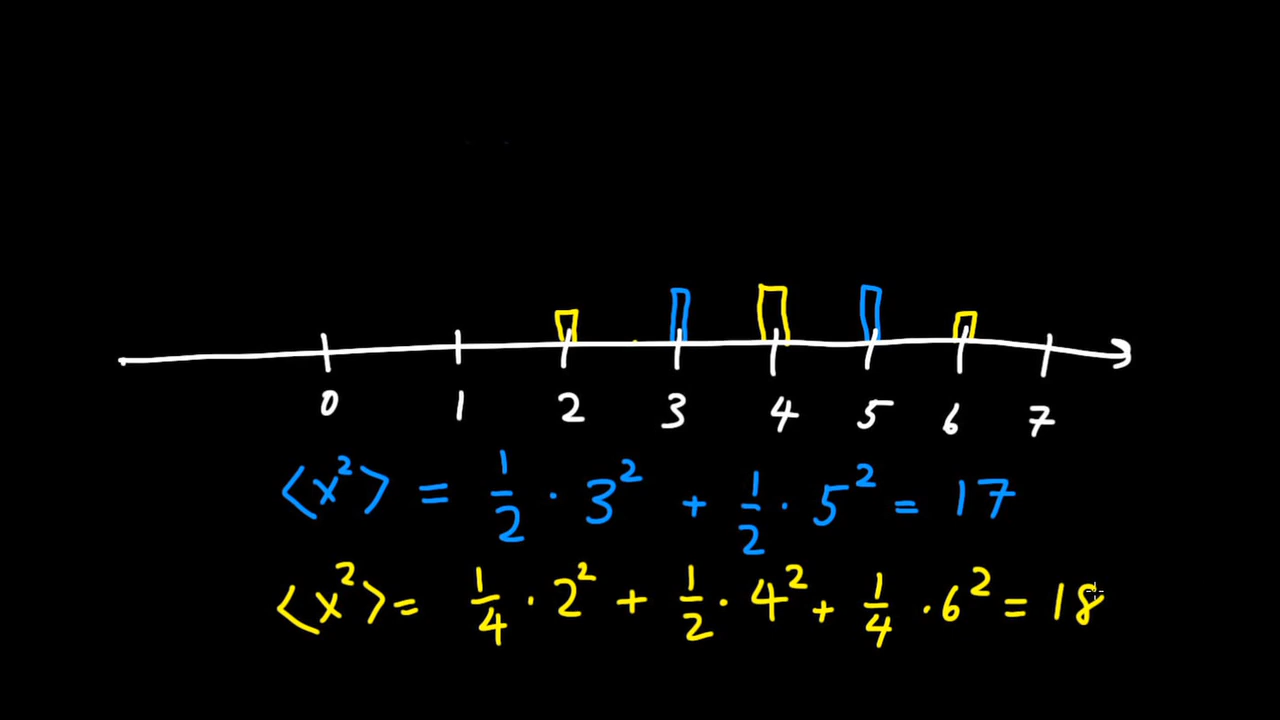 0 1 2 3 4 5 6 7
⟨x²⟩ = 1/2 · 3² + 1/2 · 5² = 17
⟨x²⟩ = 1/4 · 2² + 1/2 · 4² + 1/4 · 6² = 18